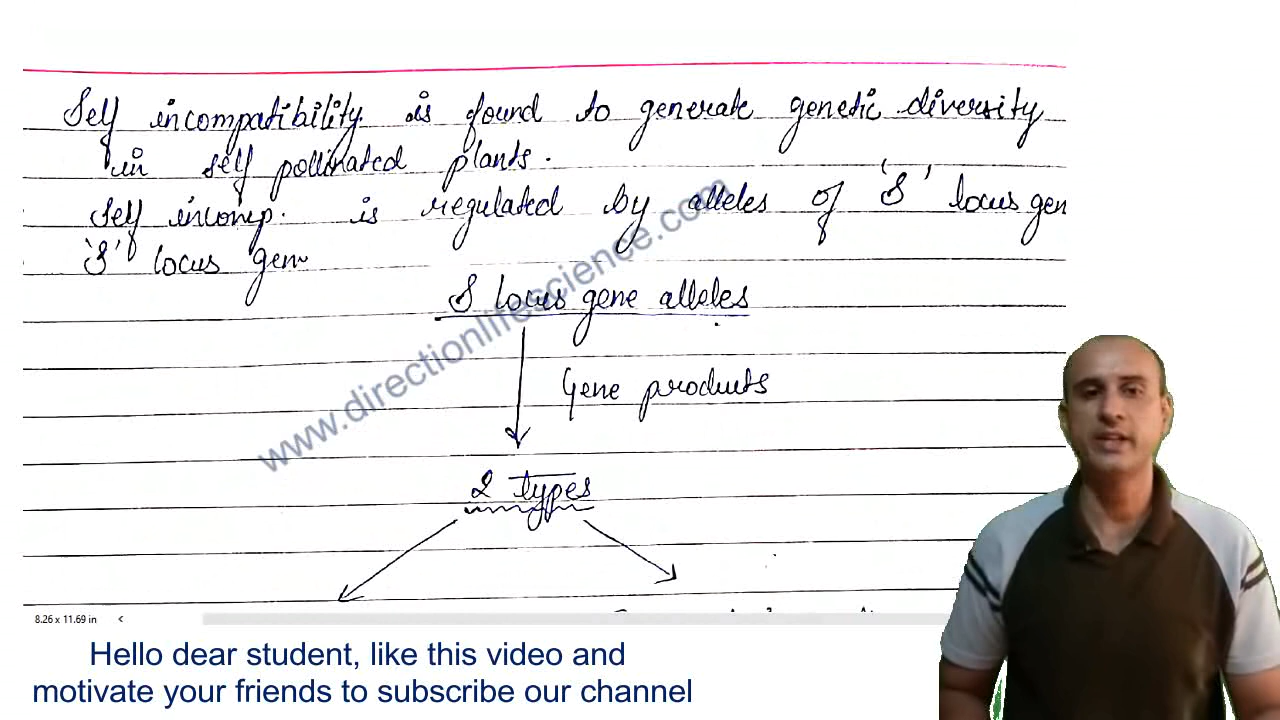 Self incompatibility is found to generate genetic diversity
in self pollinated plants.
Self incomp. is regulated by alleles of 'S' locus gen
'S' locus gen
S locus gene alleles
Gene products
2 types
www.directionlifescience.com
8.26 x 11.69 in
Hello dear student, like this video and
motivate your friends to subscribe our channel